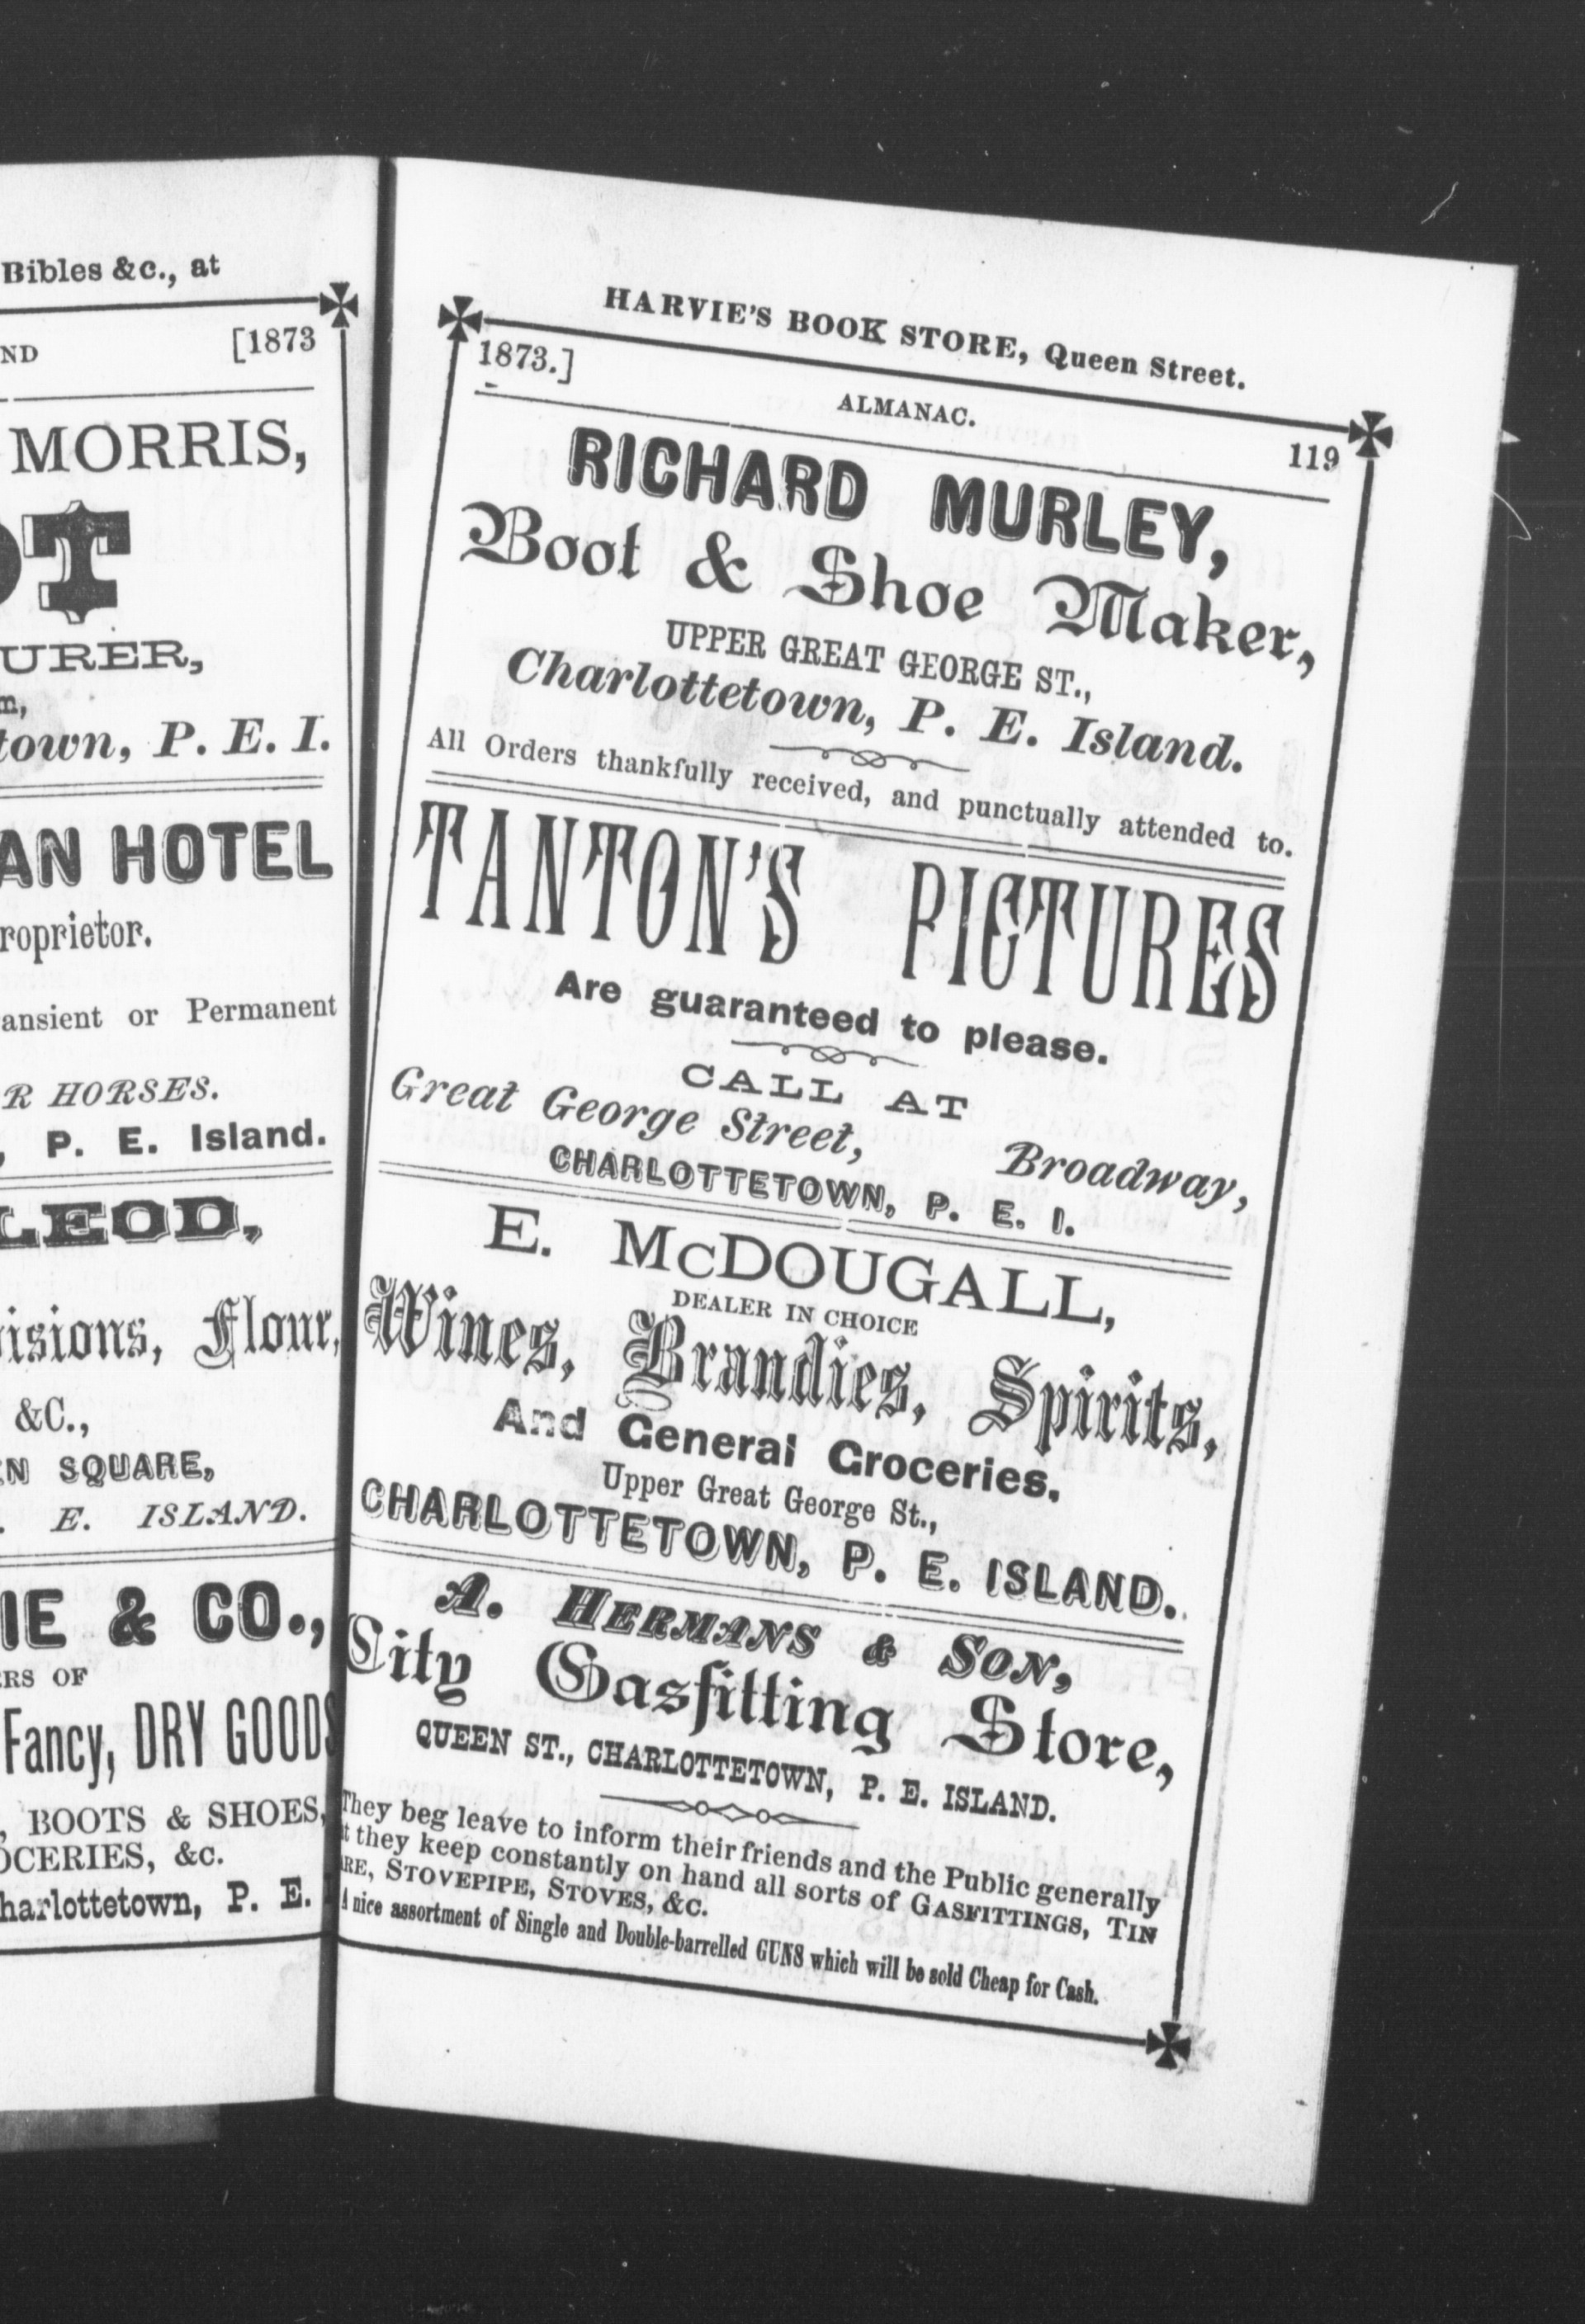 Bibles &c., at
ND [1873
MORRIS,
OT
URER,
n,
town, P. E. I.
AN HOTEL
roprietor.
ansient or Permanent
R HORSES.
, P. E. Island.
LEOD,
isions, Flour,
&C.,
EN SQUARE,
. E. ISLAND.
IE & CO.,
ERS OF
Fancy, DRY GOODS
, BOOTS & SHOES,
OCERIES, &c.
harlottetown, P. E. I
HARVIE'S BOOK STORE, Queen Street.
1873.] ALMANAC. 119
RICHARD MURLEY,
Boot & Shoe Maker,
UPPER GREAT GEORGE ST.,
Charlottetown, P. E. Island.
All Orders thankfully received, and punctually attended to.
TANTON'S PICTURES
Are guaranteed to please.
CALL AT
Great George Street, Broadway,
CHARLOTTETOWN, P. E. I.
E. McDOUGALL,
DEALER IN CHOICE
Wines, Brandies, Spirits,
And General Groceries.
Upper Great George St.,
CHARLOTTETOWN, P. E. ISLAND.
A. HERMANS & SON,
City Gasfitting Store,
QUEEN ST., CHARLOTTETOWN, P. E. ISLAND.
They beg leave to inform their friends and the Public generally
t they keep constantly on hand all sorts of GASFITTINGS, TIN
ARE, STOVEPIPE, STOVES, &C.
A nice assortment of Single and Double-barrelled GUNS which will be sold Cheap for Cash.